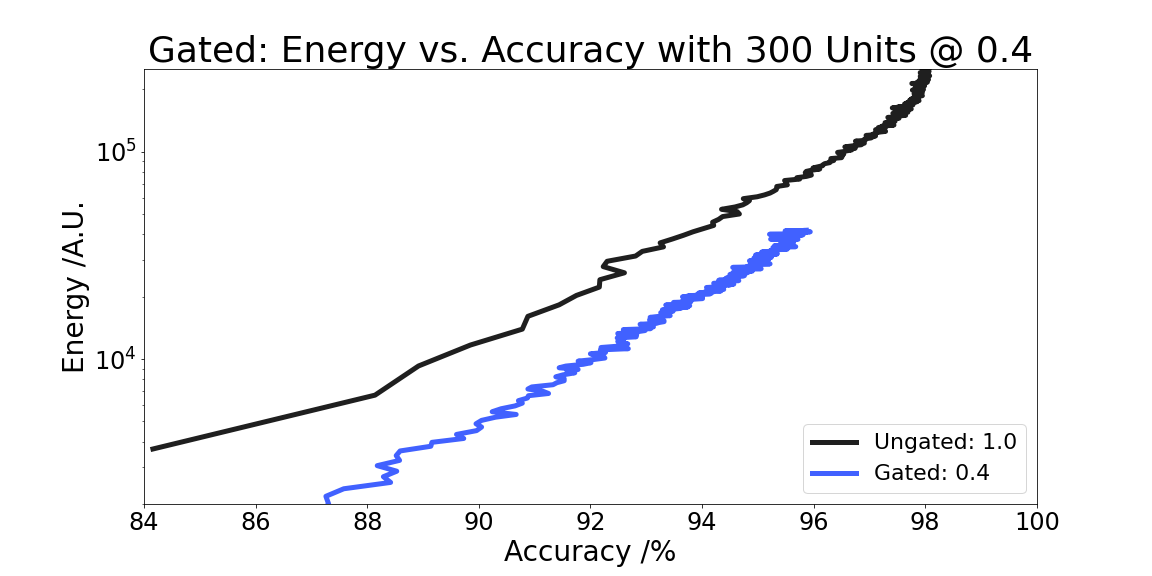 Gated: Energy vs. Accuracy with 300 Units @ 0.4
Energy /A.U.
10^5
10^4
Ungated: 1.0
Gated: 0.4
84 86 88 90 92 94 96 98 100
Accuracy /%